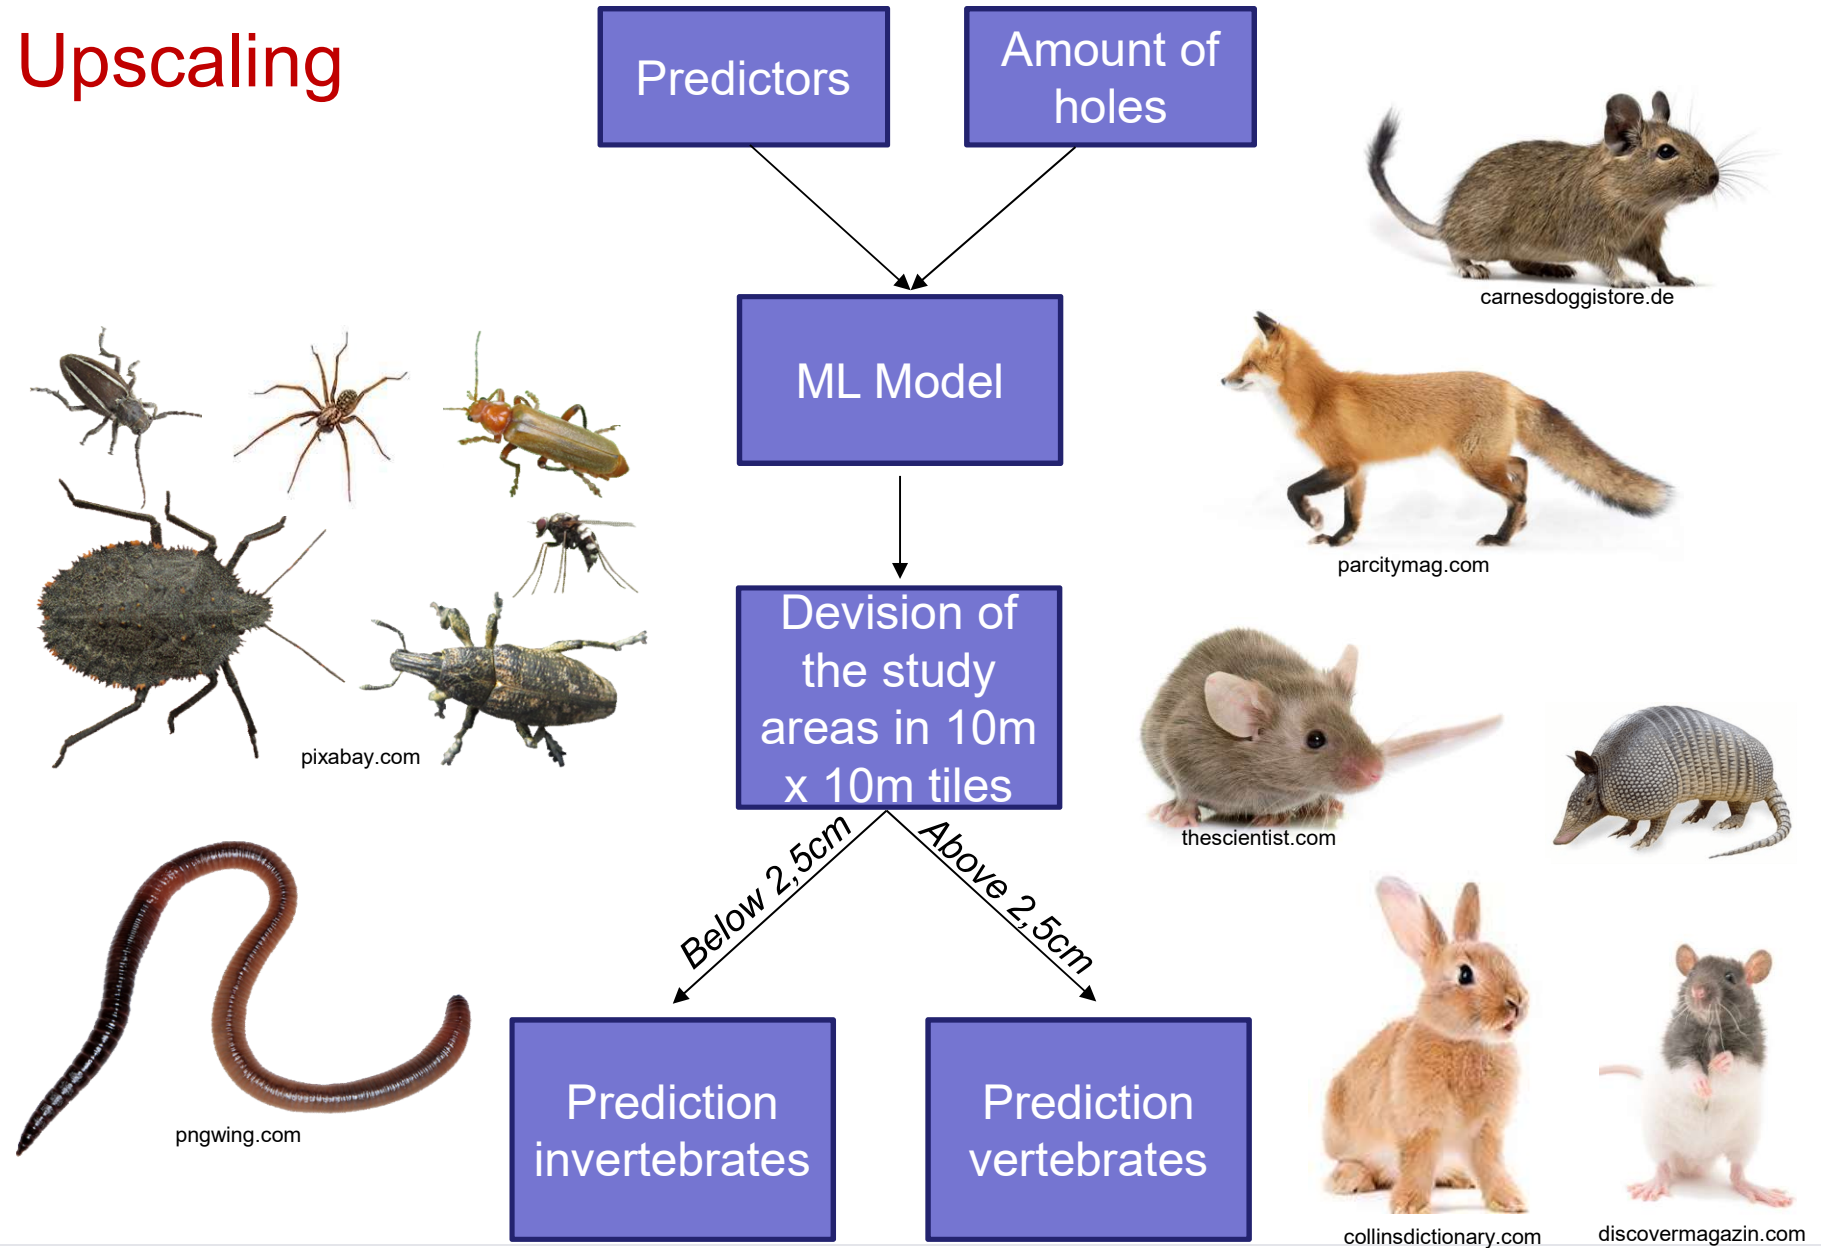 Upscaling
Predictors
Amount of
holes
carnesdoggistore.de
ML Model
parcitymag.com
Devision of
the study
areas in 10m
x 10m tiles
pixabay.com
thescientist.com
Below 2,5cm
Above 2,5cm
pngwing.com
Prediction
invertebrates
Prediction
vertebrates
collinsdictionary.com
discovermagazin.com